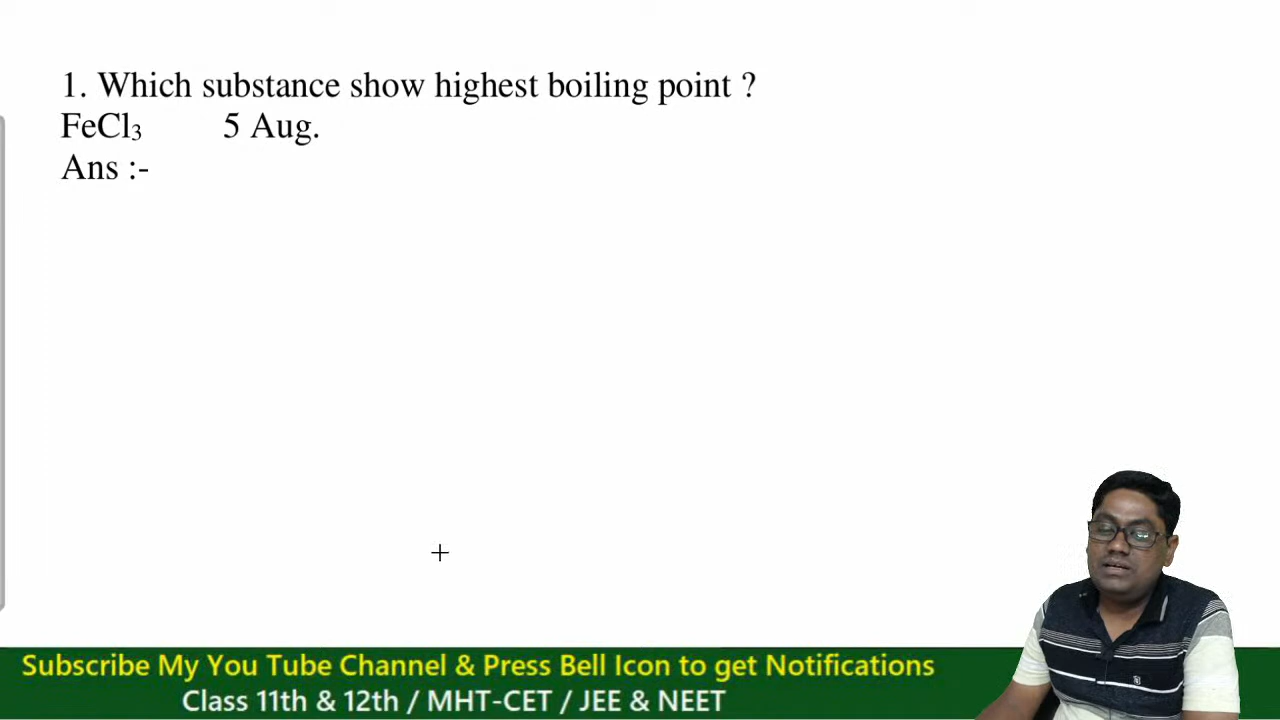 1. Which substance show highest boiling point ?
FeCl₃ 5 Aug.
Ans :-
Subscribe My You Tube Channel & Press Bell Icon to get Notifications
Class 11th & 12th / MHT-CET / JEE & NEET